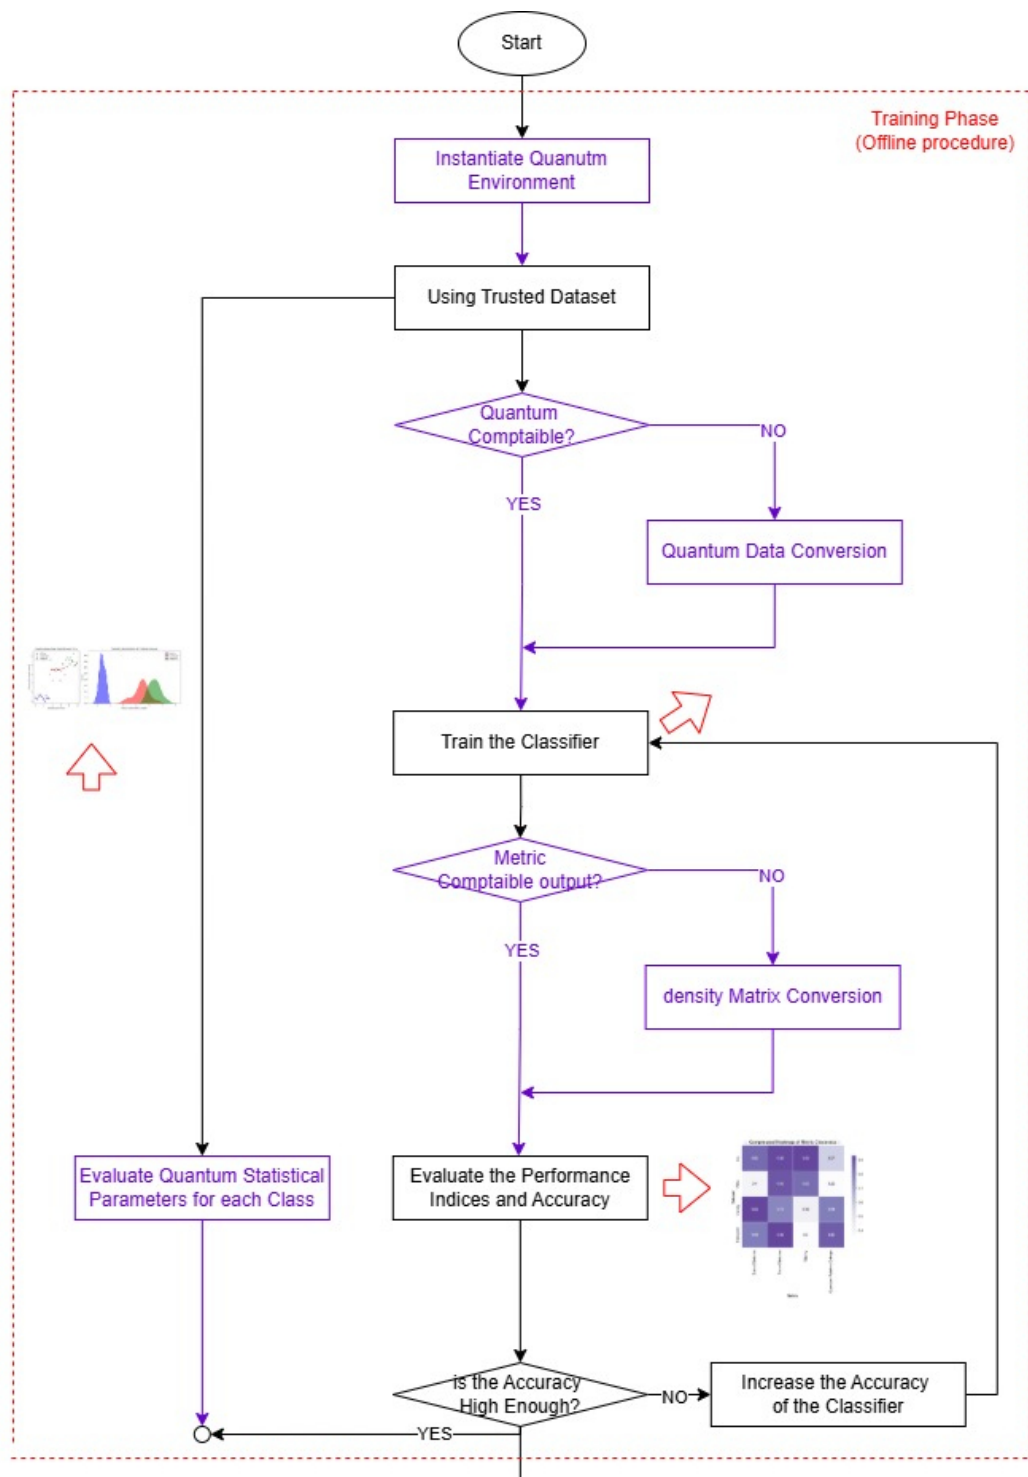 Start
Training Phase
(Offline procedure)
Instantiate Quanutm
Environment
Using Trusted Dataset
Quantum
Comptaible?
NO
YES
Quantum Data Conversion
Train the Classifier
Metric
Comptaible output?
NO
YES
density Matrix Conversion
Evaluate Quantum Statistical
Parameters for each Class
Evaluate the Performance
Indices and Accuracy
is the Accuracy
High Enough?
NO
Increase the Accuracy
of the Classifier
YES